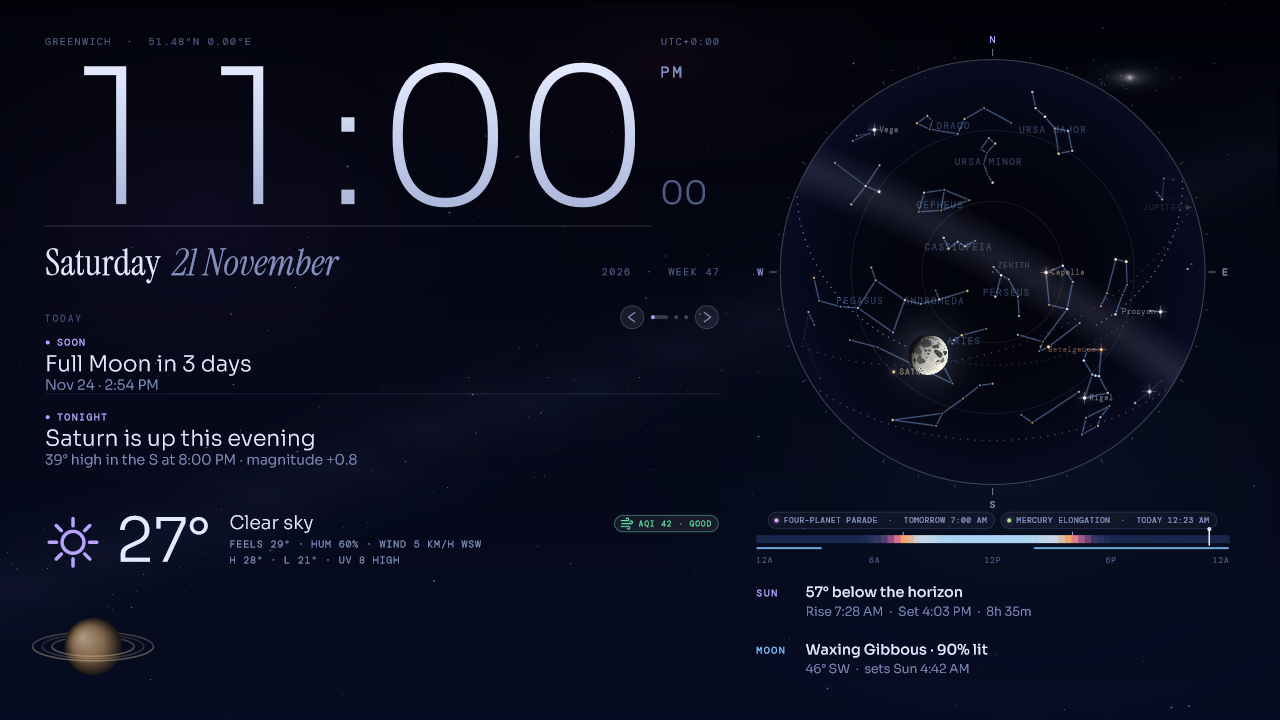 GREENWICH · 51.48°N 0.00°E
UTC+0:00
11:00
PM
00
Saturday 21 November
2026 · WEEK 47
TODAY
• SOON
Full Moon in 3 days
Nov 24 · 2:54 PM
• TONIGHT
Saturn is up this evening
39° high in the S at 8:00 PM · magnitude +0.8
27°
Clear sky
FEELS 29° · HUM 60% · WIND 5 KM/H WSW
H 28° · L 21° · UV 8 HIGH
AQI 42 · GOOD
N
Vega
DRACO
URSA MAJOR
URSA MINOR
CEPHEUS
JUPITER
CASSIOPEIA
ZENITH
W
Capella
E
PEGASUS
ANDROMEDA
PERSEUS
Procyon
ARIES
Betelgeuse
Rigel
S
FOUR-PLANET PARADE · TOMORROW 7:00 AM
MERCURY ELONGATION · TODAY 12:23 AM
12A
6A
12P
6P
12A
SUN
57° below the horizon
Rise 7:28 AM · Set 4:03 PM · 8h 35m
MOON
Waxing Gibbous · 90% lit
46° SW · sets Sun 4:42 AM